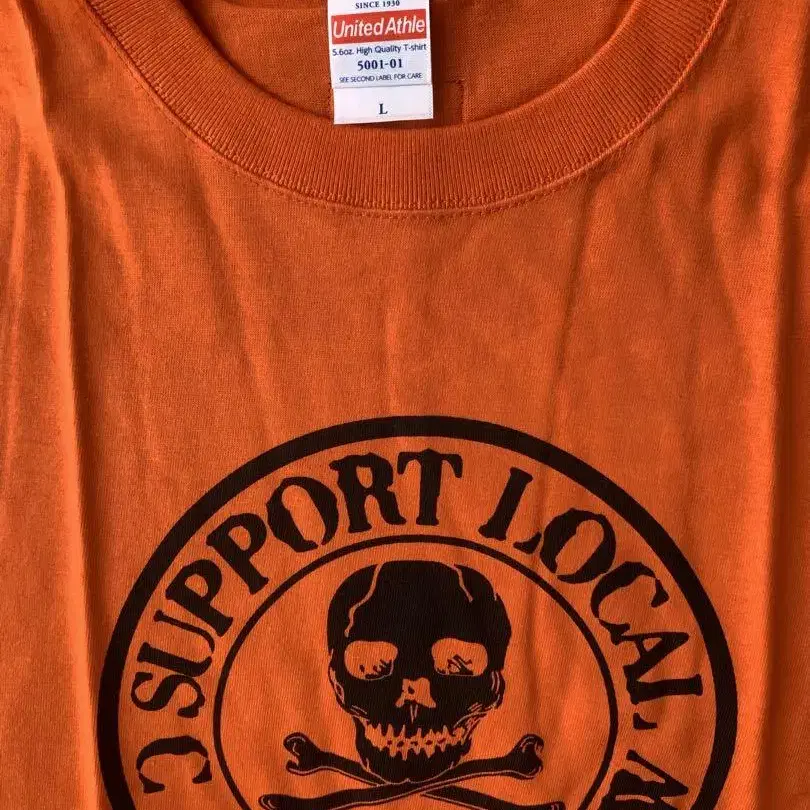 SINCE 1930
United Athle
5.6oz. High Quality T-shirt
5001-01
SEE SECOND LABEL FOR CARE
L
SUPPORT LOCAL